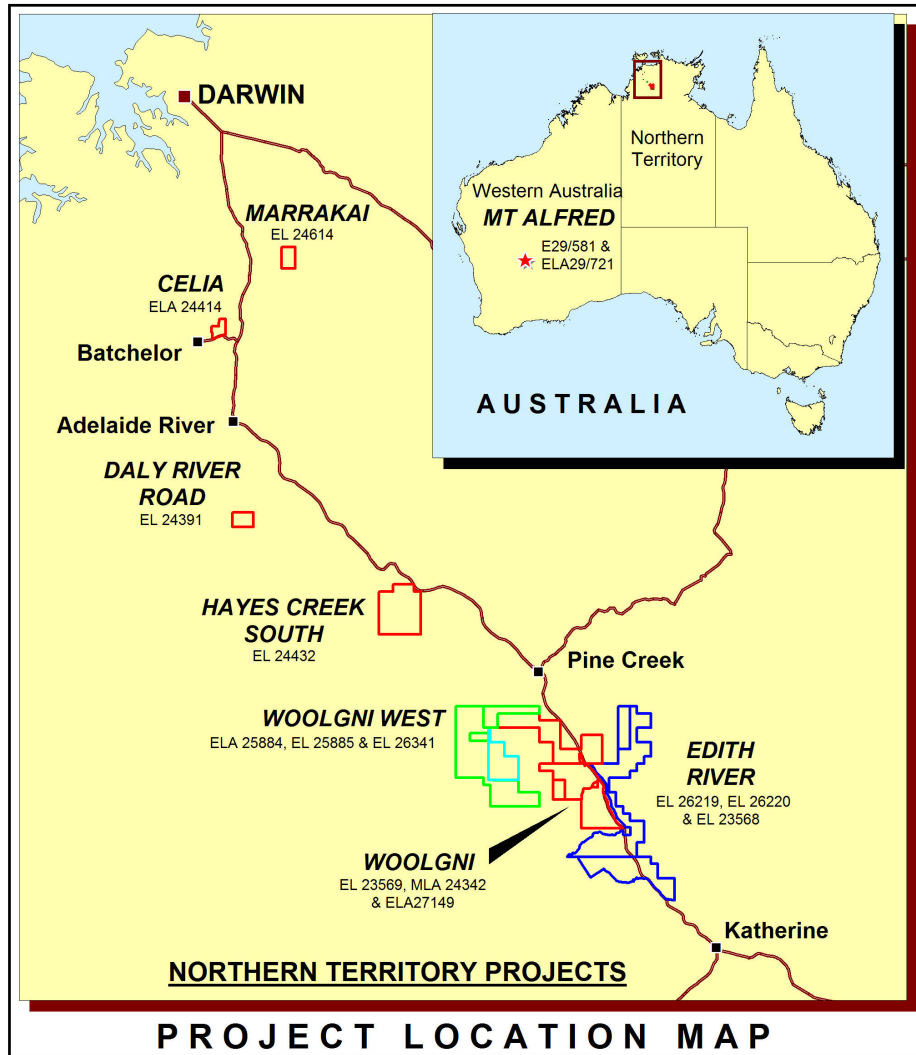 DARWIN
MARRAKAI
EL 24614
CELIA
ELA 24414
Batchelor
Adelaide River
DALY RIVER
ROAD
EL 24391
HAYES CREEK
SOUTH
EL 24432
Pine Creek
WOOLGNI WEST
ELA 25884, EL 25885 & EL 26341
EDITH
RIVER
EL 26219, EL 26220
& EL 23568
WOOLGNI
EL 23569, MLA 24342
& ELA27149
Katherine
NORTHERN TERRITORY PROJECTS
Northern
Territory
Western Australia
MT ALFRED
E29/581 &
ELA29/721
AUSTRALIA
PROJECT LOCATION MAP